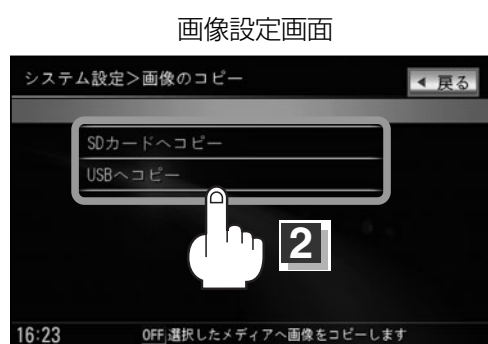 画像設定画面
システム設定>画像のコピー
◀ 戻る
SDカードへコピー
USBへコピー
2
16:23 OFF 選択したメディアへ画像をコピーします